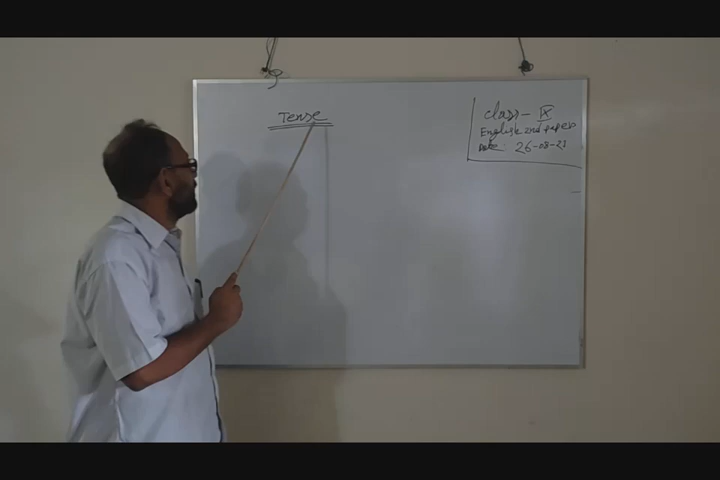 Tense
Class- IX
English 2nd paper
Date: 26-08-21